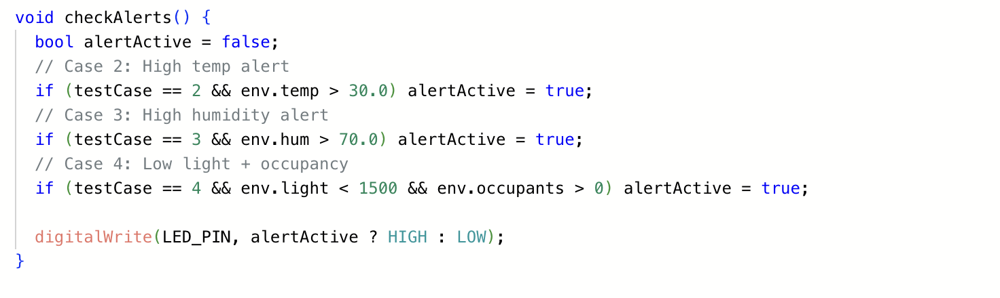 void checkAlerts() {
  bool alertActive = false;
  // Case 2: High temp alert
  if (testCase == 2 && env.temp > 30.0) alertActive = true;
  // Case 3: High humidity alert
  if (testCase == 3 && env.hum > 70.0) alertActive = true;
  // Case 4: Low light + occupancy
  if (testCase == 4 && env.light < 1500 && env.occupants > 0) alertActive = true;

  digitalWrite(LED_PIN, alertActive ? HIGH : LOW);
}